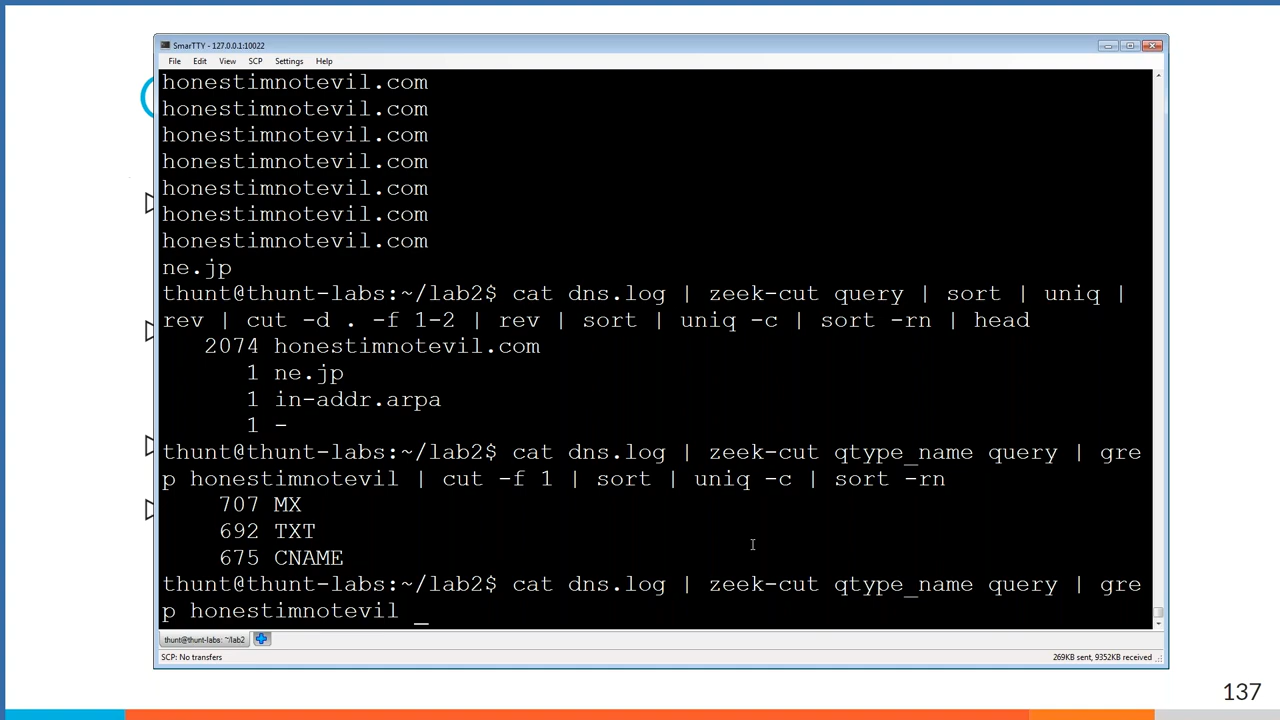 SmarTTY - 127.0.0.1:10022
File Edit View SCP Settings Help
honestimnotevil.com
honestimnotevil.com
honestimnotevil.com
honestimnotevil.com
honestimnotevil.com
honestimnotevil.com
honestimnotevil.com
ne.jp
thunt@thunt-labs:~/lab2$ cat dns.log | zeek-cut query | sort | uniq |
rev | cut -d . -f 1-2 | rev | sort | uniq -c | sort -rn | head
2074 honestimnotevil.com
1 ne.jp
1 in-addr.arpa
1 -
thunt@thunt-labs:~/lab2$ cat dns.log | zeek-cut qtype_name query | gre
p honestimnotevil | cut -f 1 | sort | uniq -c | sort -rn
707 MX
692 TXT
675 CNAME
thunt@thunt-labs:~/lab2$ cat dns.log | zeek-cut qtype_name query | gre
p honestimnotevil _
thunt@thunt-labs: ~/lab2
SCP: No transfers 269KB sent, 9352KB received
137